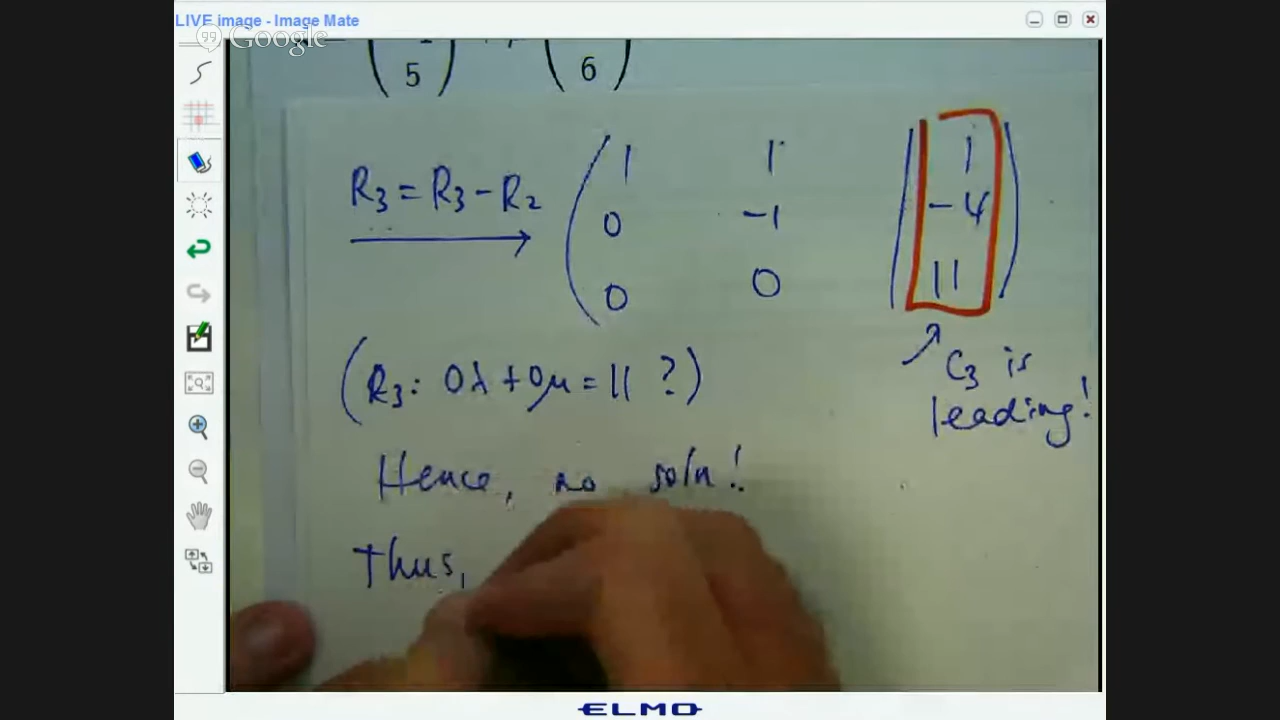 LIVE image - Image Mate
Google
5 6
R₃ = R₃ - R₂
1 1 1
0 -1 -4
0 0 11
(R₃: 0λ + 0μ = 11 ?)
C₃ is
leading!
Hence, no soln!
Thus,
ELMO